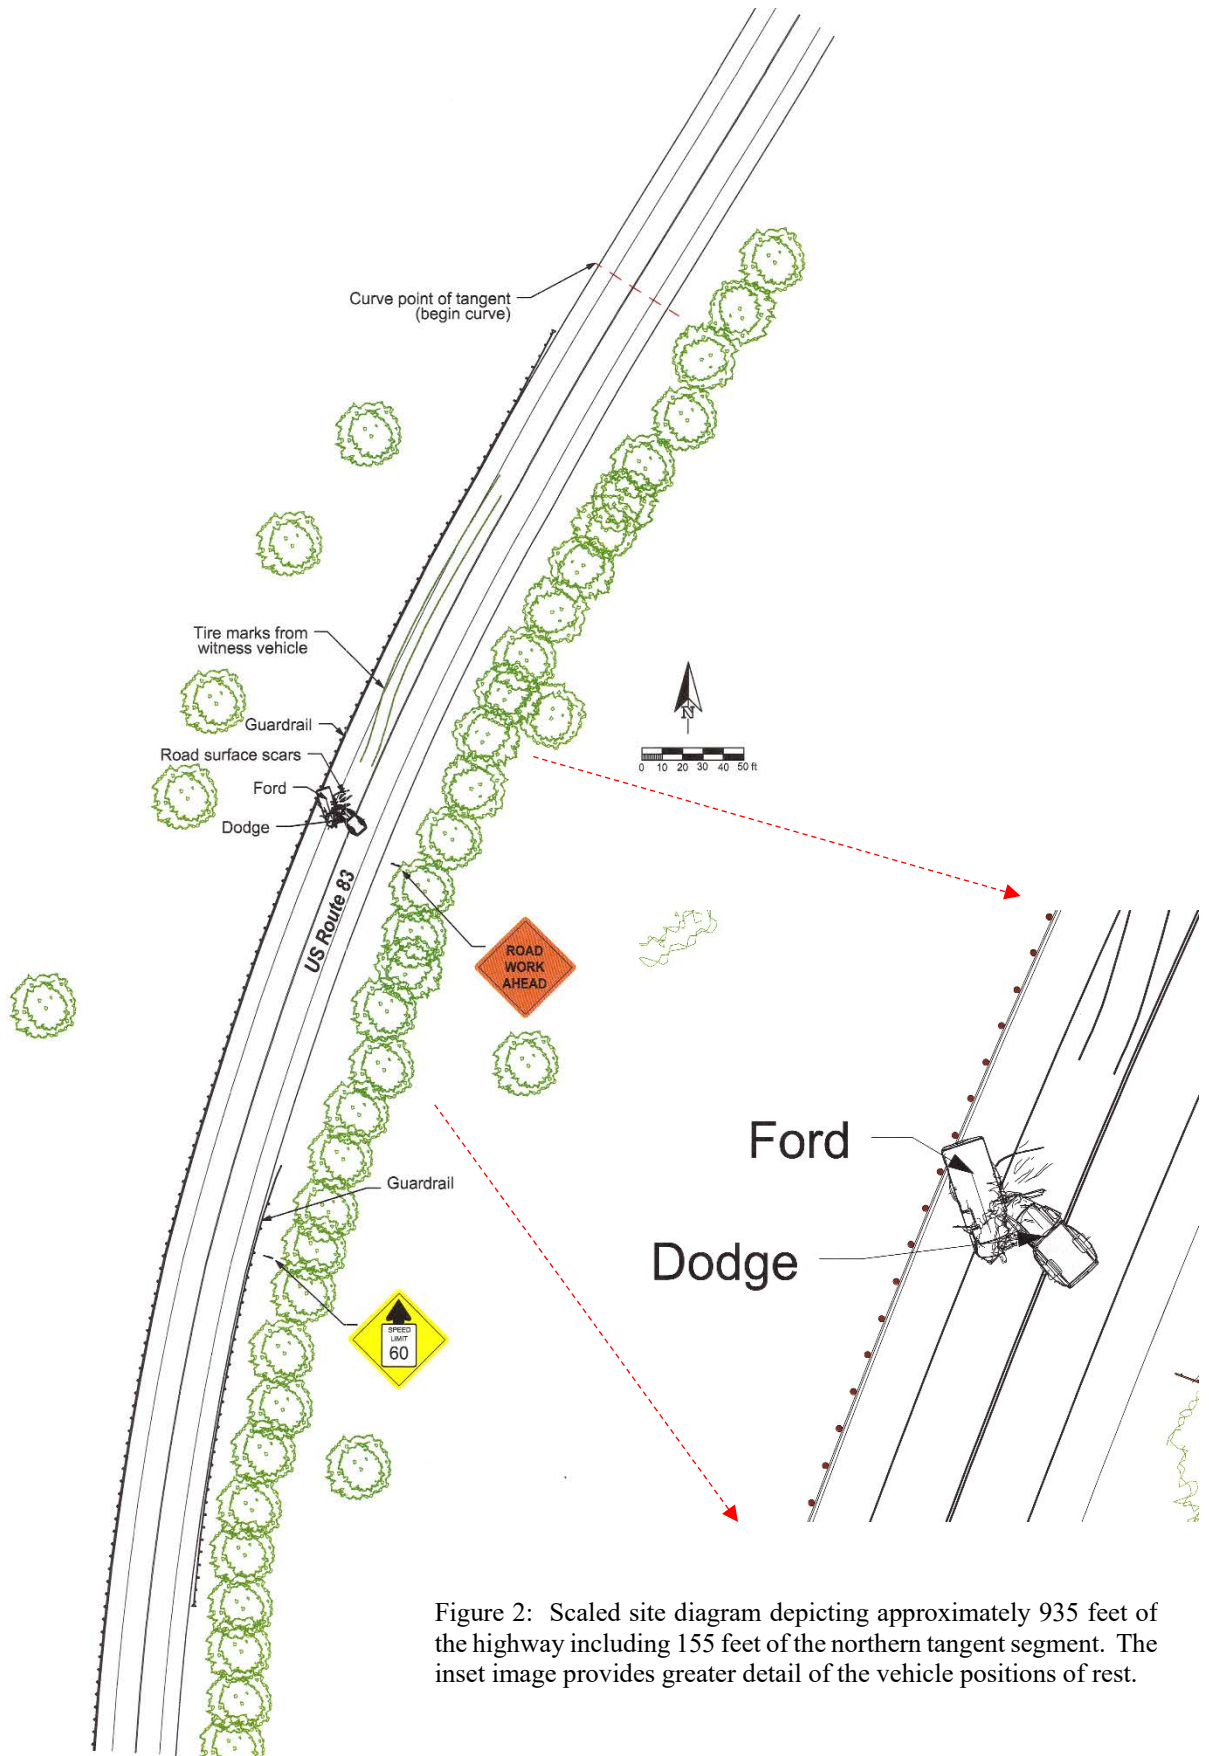 Curve point of tangent
(begin curve)
Tire marks from
witness vehicle
Guardrail
Road surface scars
Ford
Dodge
N
0 10 20 30 40 50 ft
US Route 83
ROAD
WORK
AHEAD
Ford
Dodge
Guardrail
SPEED
LIMIT
60
Figure 2: Scaled site diagram depicting approximately 935 feet of
the highway including 155 feet of the northern tangent segment. The
inset image provides greater detail of the vehicle positions of rest.